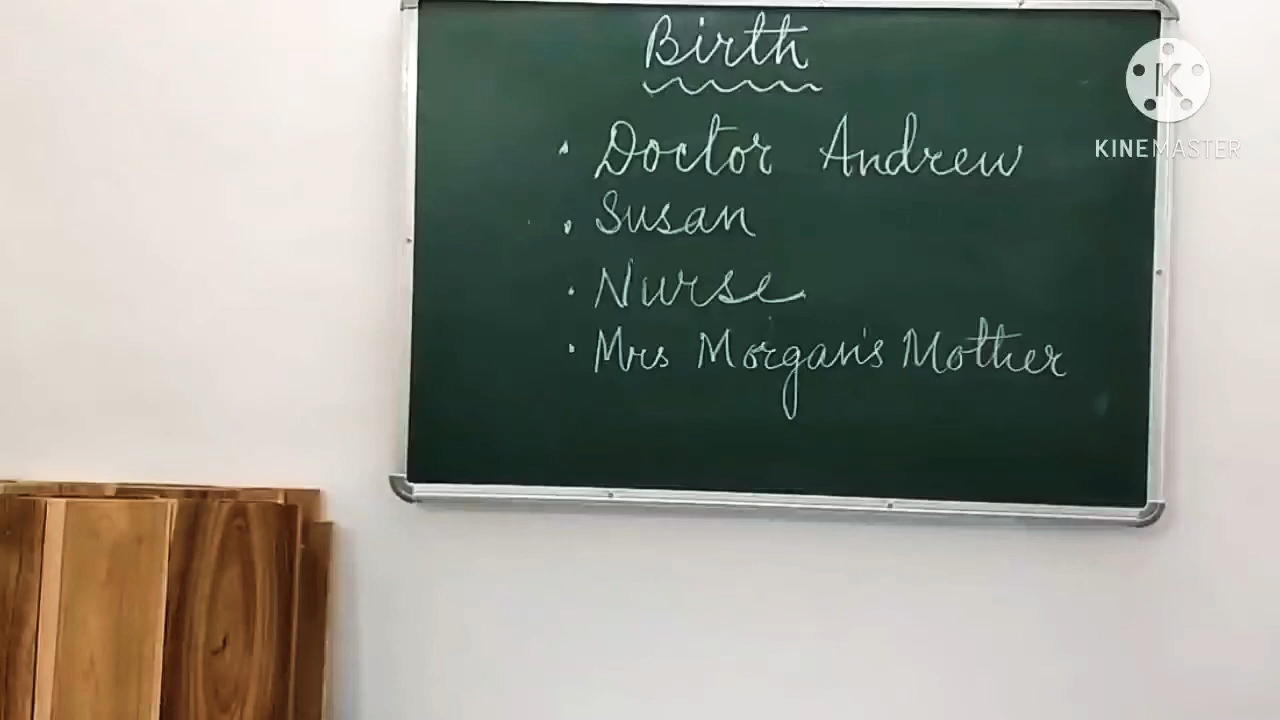 Birth
K
KINEMASTER
• Doctor Andrew
• Susan
• Nurse
• Mrs Morgan's Mother